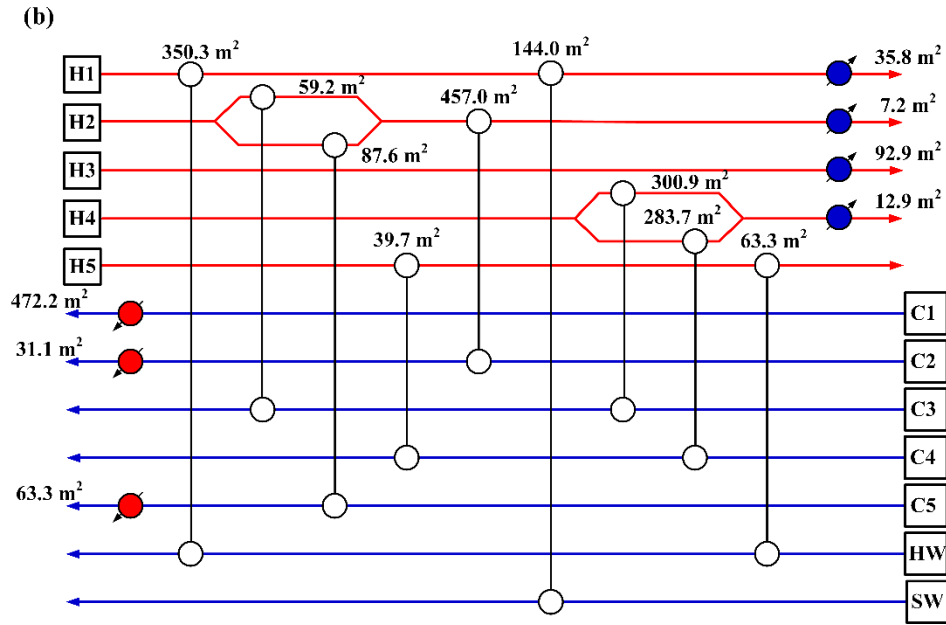 (b)
350.3 m²
144.0 m²
35.8 m²
H1
59.2 m²
457.0 m²
7.2 m²
H2
87.6 m²
92.9 m²
H3
300.9 m²
12.9 m²
H4
283.7 m²
39.7 m²
63.3 m²
H5
472.2 m²
C1
31.1 m²
C2
C3
C4
63.3 m²
C5
HW
SW